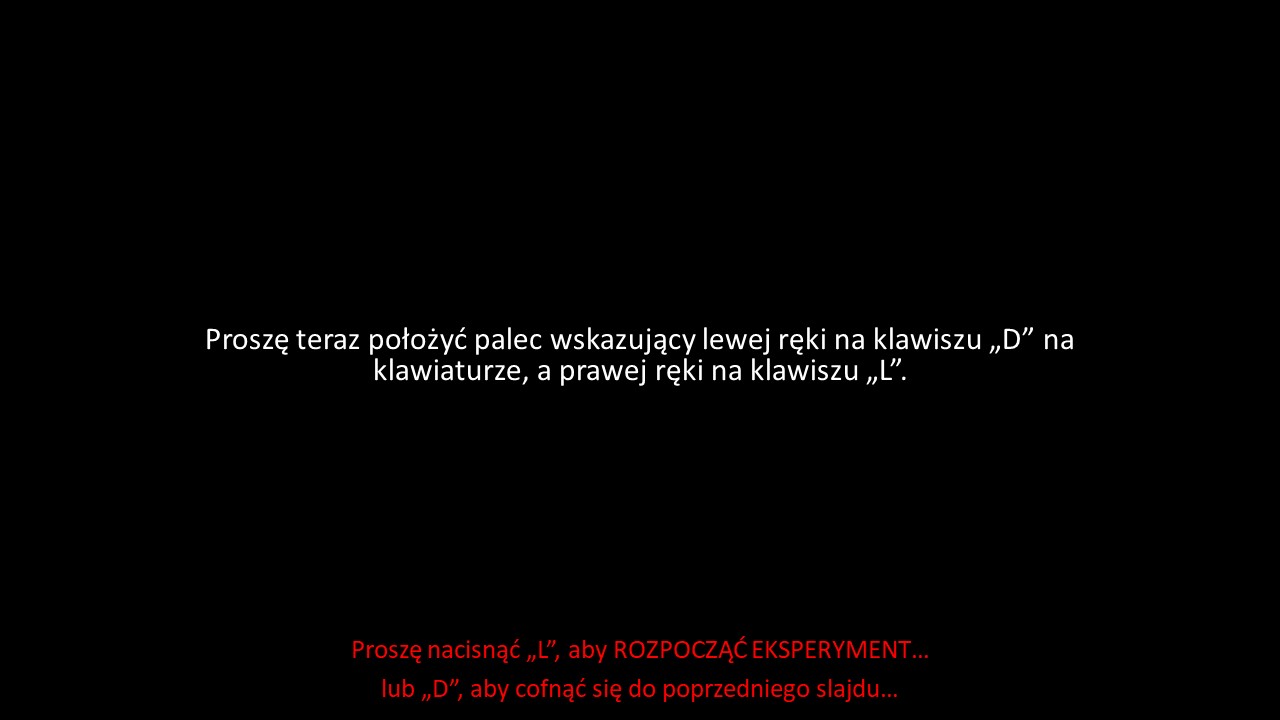 Proszę teraz położyć palec wskazujący lewej ręki na klawiszu „D” na
klawiaturze, a prawej ręki na klawiszu „L”.
Proszę nacisnąć „L”, aby ROZPOCZĄĆ EKSPERYMENT…
lub „D”, aby cofnąć się do poprzedniego slajdu…